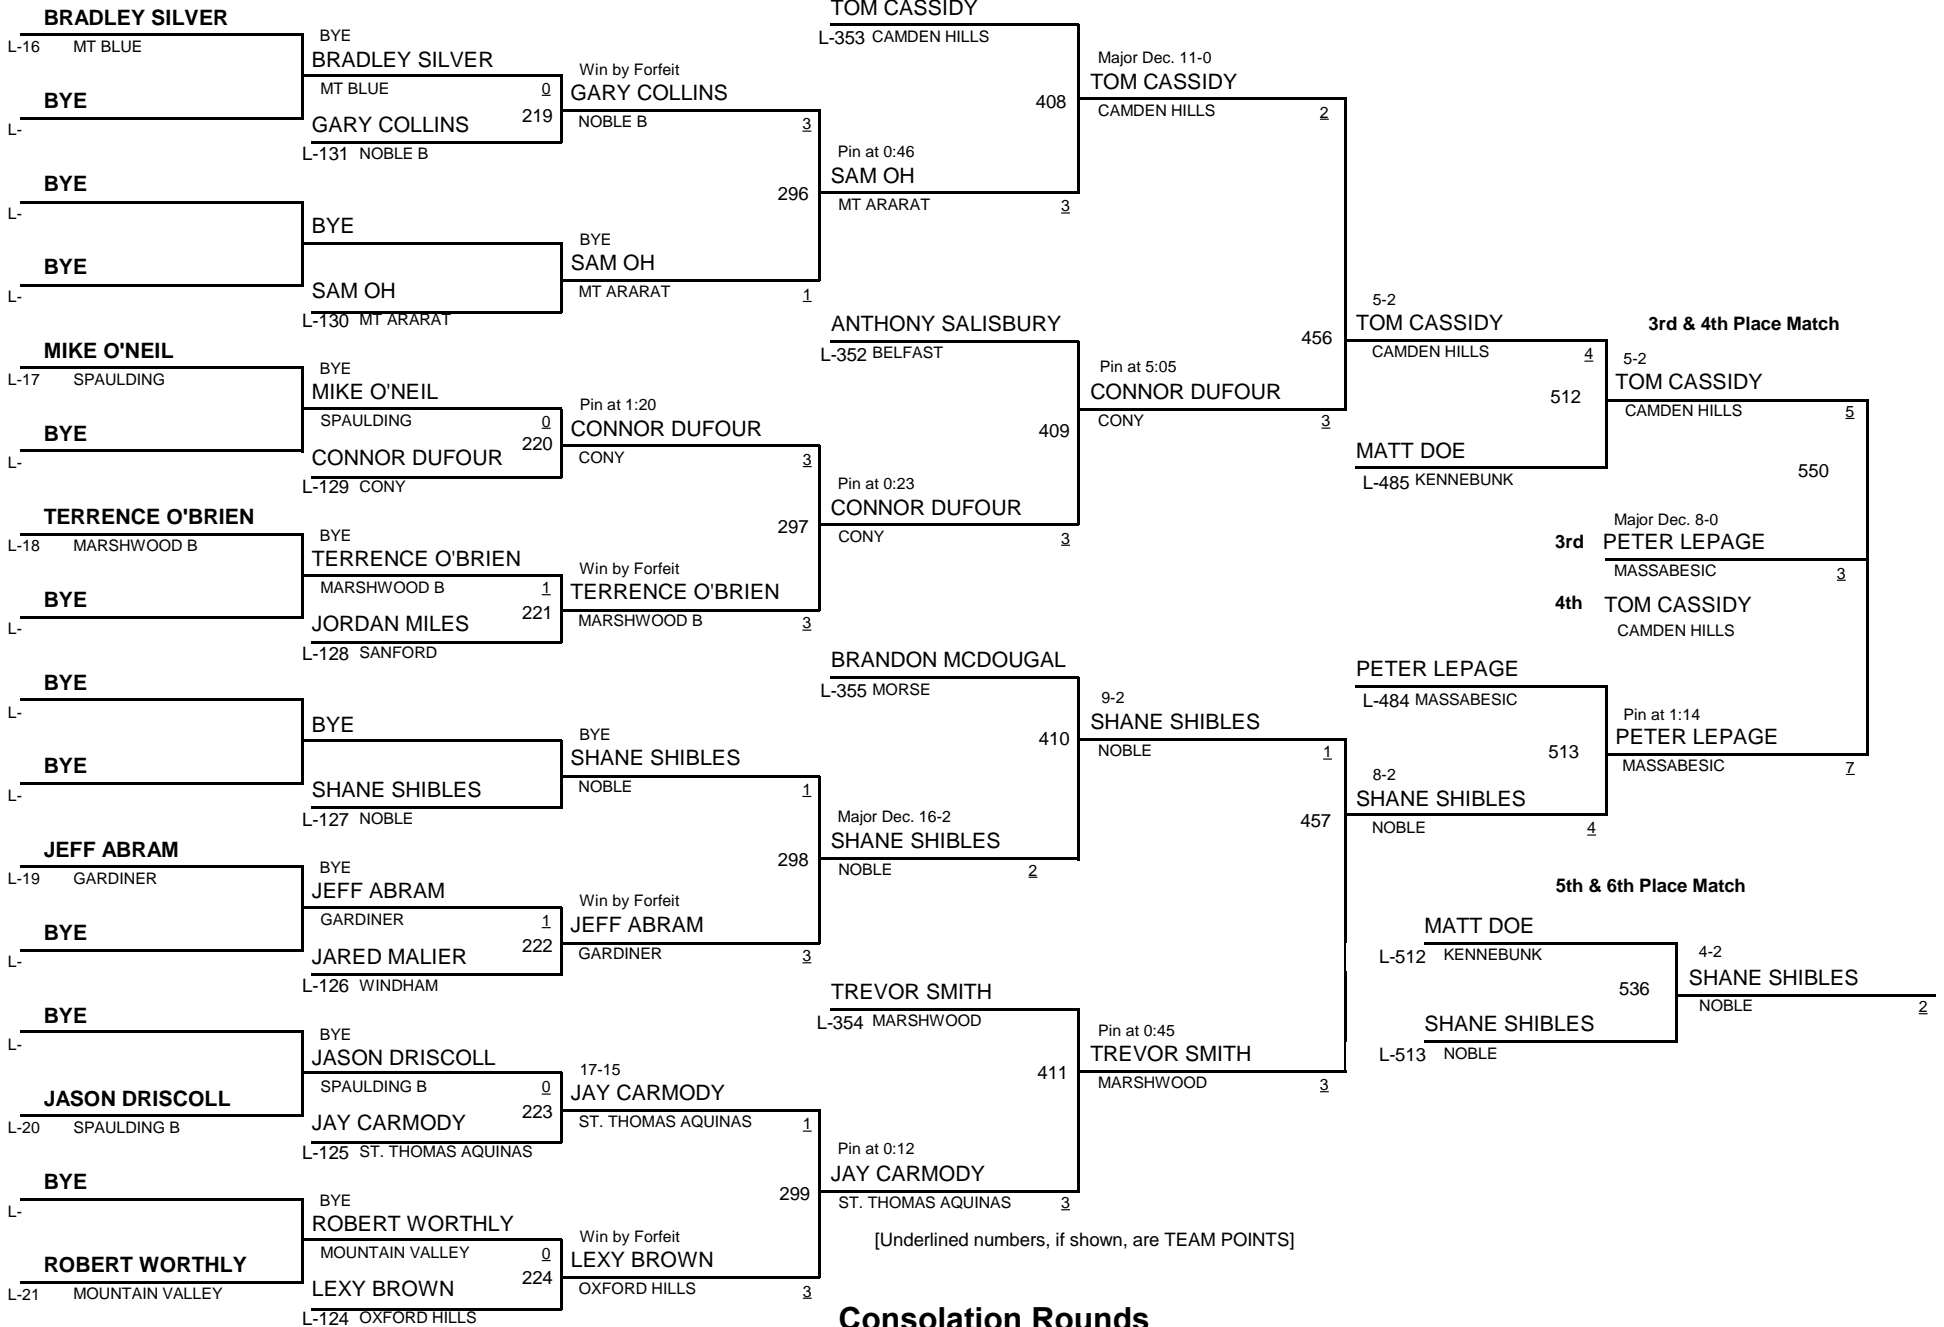 BRADLEY SILVER
L-16 MT BLUE
BYE
L-
BYE
L-
BYE
L-
MIKE O'NEIL
L-17 SPAULDING
BYE
L-
TERRENCE O'BRIEN
L-18 MARSHWOOD B
BYE
L-
BYE
L-
BYE
L-
JEFF ABRAM
L-19 GARDINER
BYE
L-
BYE
L-
JASON DRISCOLL
L-20 SPAULDING B
BYE
L-
ROBERT WORTHLY
L-21 MOUNTAIN VALLEY
BYE
BRADLEY SILVER
MT BLUE 0
219
GARY COLLINS
L-131 NOBLE B
BYE
SAM OH
L-130 MT ARARAT
BYE
MIKE O'NEIL
SPAULDING 0
220
CONNOR DUFOUR
L-129 CONY
BYE
TERRENCE O'BRIEN
MARSHWOOD B 1
221
JORDAN MILES
L-128 SANFORD
BYE
SHANE SHIBLES
L-127 NOBLE
BYE
JEFF ABRAM
GARDINER 1
222
JARED MALIER
L-126 WINDHAM
BYE
JASON DRISCOLL
SPAULDING B 0
223
JAY CARMODY
L-125 ST. THOMAS AQUINAS
BYE
ROBERT WORTHLY
MOUNTAIN VALLEY 0
224
LEXY BROWN
L-124 OXFORD HILLS
Win by Forfeit
GARY COLLINS
NOBLE B 3
296
BYE
SAM OH
MT ARARAT 1
Pin at 1:20
CONNOR DUFOUR
CONY 3
297
Win by Forfeit
TERRENCE O'BRIEN
MARSHWOOD B 3
BYE
SHANE SHIBLES
NOBLE 1
298
Win by Forfeit
JEFF ABRAM
GARDINER 3
17-15
JAY CARMODY
ST. THOMAS AQUINAS 1
299
Win by Forfeit
LEXY BROWN
OXFORD HILLS 3
TOM CASSIDY
L-353 CAMDEN HILLS
408
Pin at 0:46
SAM OH
MT ARARAT 3
ANTHONY SALISBURY
L-352 BELFAST
409
Pin at 0:23
CONNOR DUFOUR
CONY 3
BRANDON MCDOUGAL
L-355 MORSE
410
Major Dec. 16-2
SHANE SHIBLES
NOBLE 2
TREVOR SMITH
L-354 MARSHWOOD
411
Pin at 0:12
JAY CARMODY
ST. THOMAS AQUINAS 3
Major Dec. 11-0
TOM CASSIDY
CAMDEN HILLS 2
456
Pin at 5:05
CONNOR DUFOUR
CONY 3
9-2
SHANE SHIBLES
NOBLE 1
457
Pin at 0:45
TREVOR SMITH
MARSHWOOD 3
5-2
TOM CASSIDY
CAMDEN HILLS 4
512
MATT DOE
L-485 KENNEBUNK
PETER LEPAGE
L-484 MASSABESIC
513
8-2
SHANE SHIBLES
NOBLE 4
3rd & 4th Place Match
5-2
TOM CASSIDY
CAMDEN HILLS 5
550
Major Dec. 8-0
3rd PETER LEPAGE
MASSABESIC 3
4th TOM CASSIDY
CAMDEN HILLS
Pin at 1:14
PETER LEPAGE
MASSABESIC 7
5th & 6th Place Match
MATT DOE
L-512 KENNEBUNK
536
SHANE SHIBLES
L-513 NOBLE
4-2
SHANE SHIBLES
NOBLE 2
[Underlined numbers, if shown, are TEAM POINTS]
Consolation Rounds